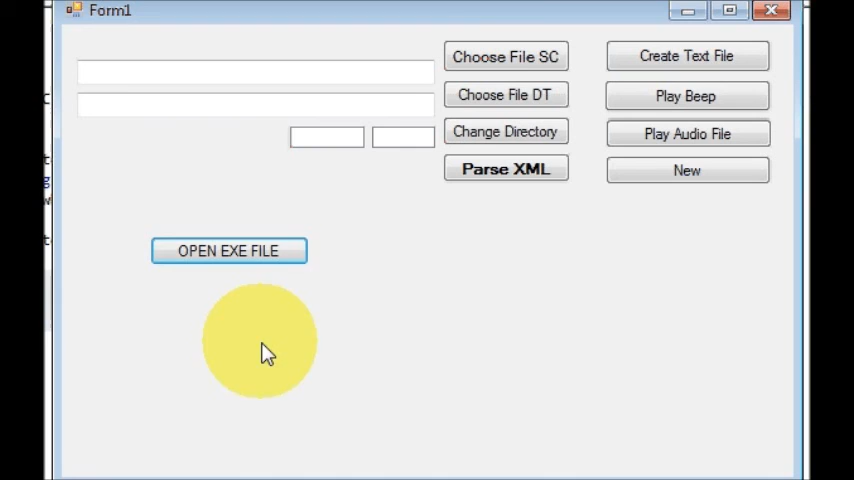 Form1
Choose File SC
Create Text File
Choose File DT
Play Beep
Change Directory
Play Audio File
Parse XML
New
OPEN EXE FILE